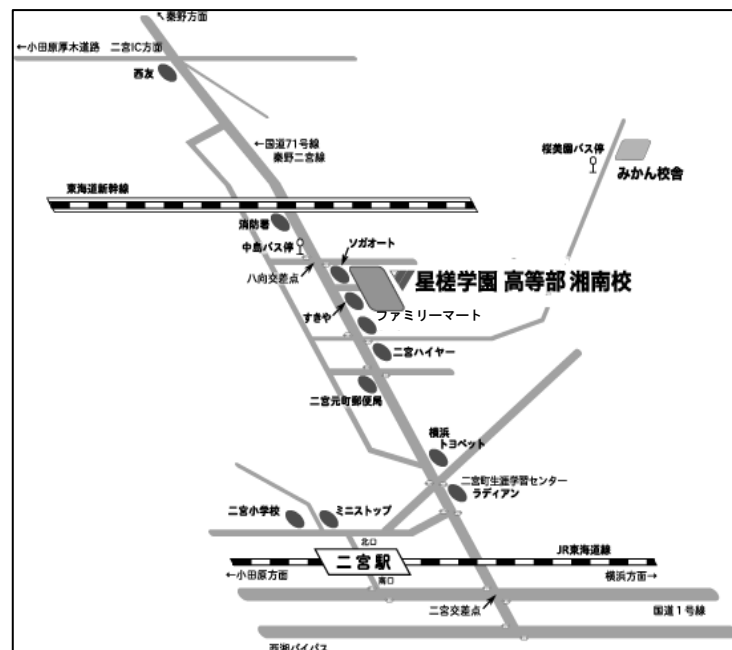 ↖秦野方面
←小田原厚木道路 二宮IC方面
西友
←国道71号線
秦野二宮線
桜美園バス停
みかん校舎
東海道新幹線
消防署
中島バス停
ソガオート
八向交差点
星槎学園 高等部 湘南校
すきや
ファミリーマート
二宮ハイヤー
二宮元町郵便局
横浜
トヨペット
二宮町生涯学習センター
ラディアン
二宮小学校
ミニストップ
北口
JR東海道線
二宮駅
←小田原方面
南口
横浜方面→
二宮交差点
国道1号線
西湘バイパス